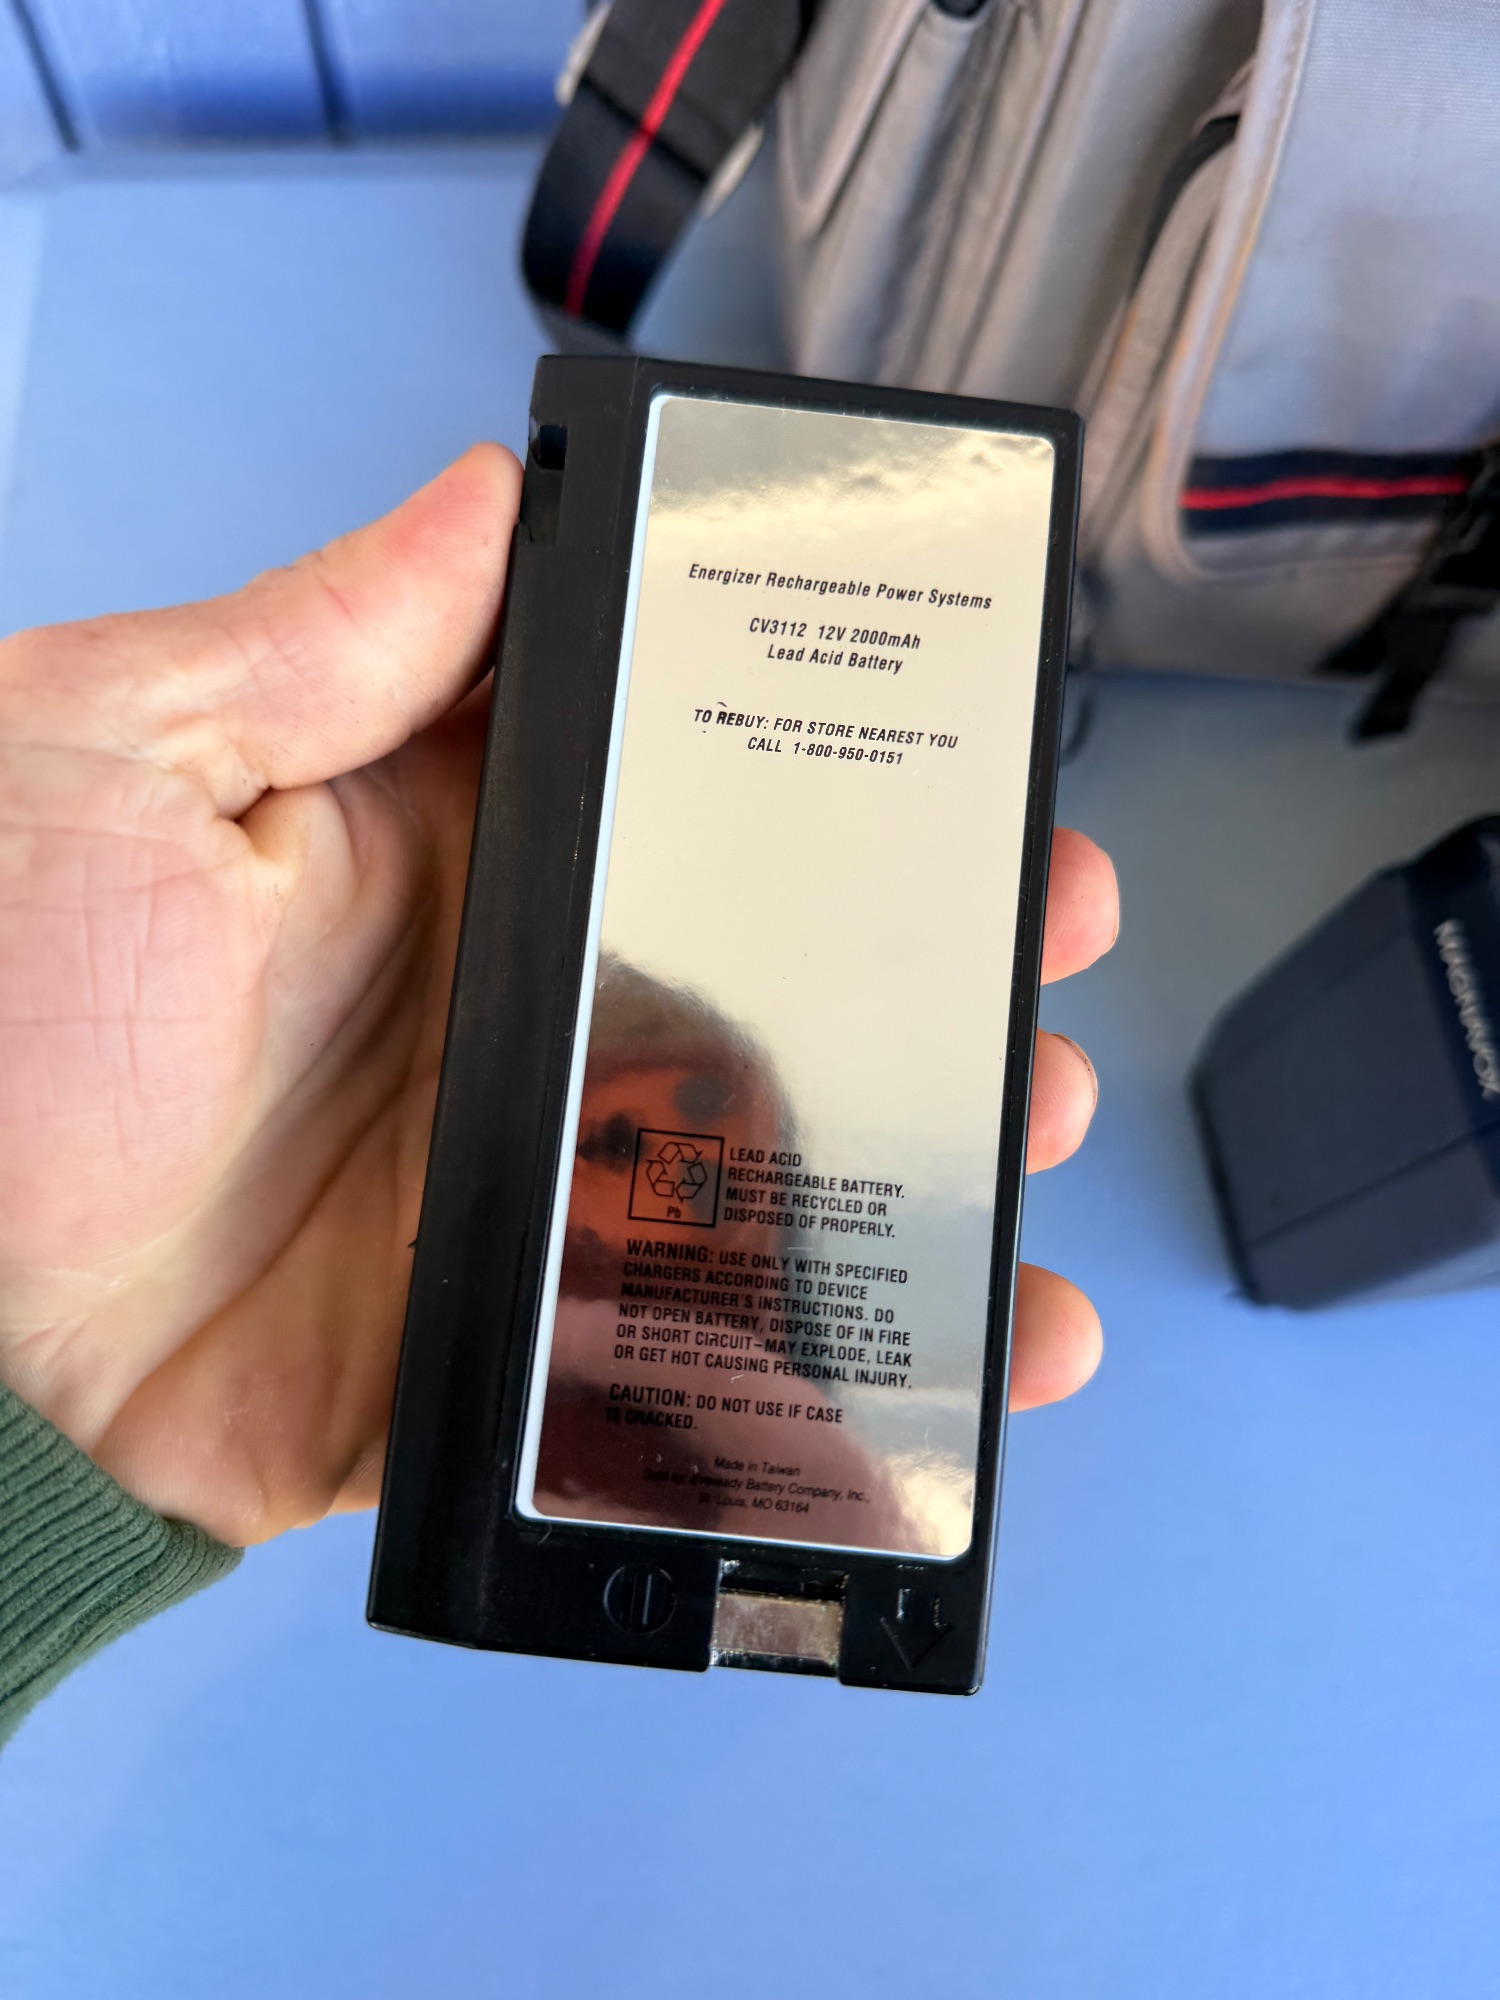 Energizer Rechargeable Power Systems
CV3112 12V 2000mAh
Lead Acid Battery
TO REBUY: FOR STORE NEAREST YOU
CALL 1-800-950-0151
LEAD ACID
RECHARGEABLE BATTERY.
MUST BE RECYCLED OR
DISPOSED OF PROPERLY.
Pb
WARNING: USE ONLY WITH SPECIFIED
CHARGERS ACCORDING TO DEVICE
MANUFACTURER'S INSTRUCTIONS. DO
NOT OPEN BATTERY, DISPOSE OF IN FIRE
OR SHORT CIRCUIT–MAY EXPLODE, LEAK
OR GET HOT CAUSING PERSONAL INJURY.
CAUTION: DO NOT USE IF CASE
IS CRACKED.
Made in Taiwan
Sold by: Eveready Battery Company, Inc.,
St. Louis, MO 63164
MAGNAVOX